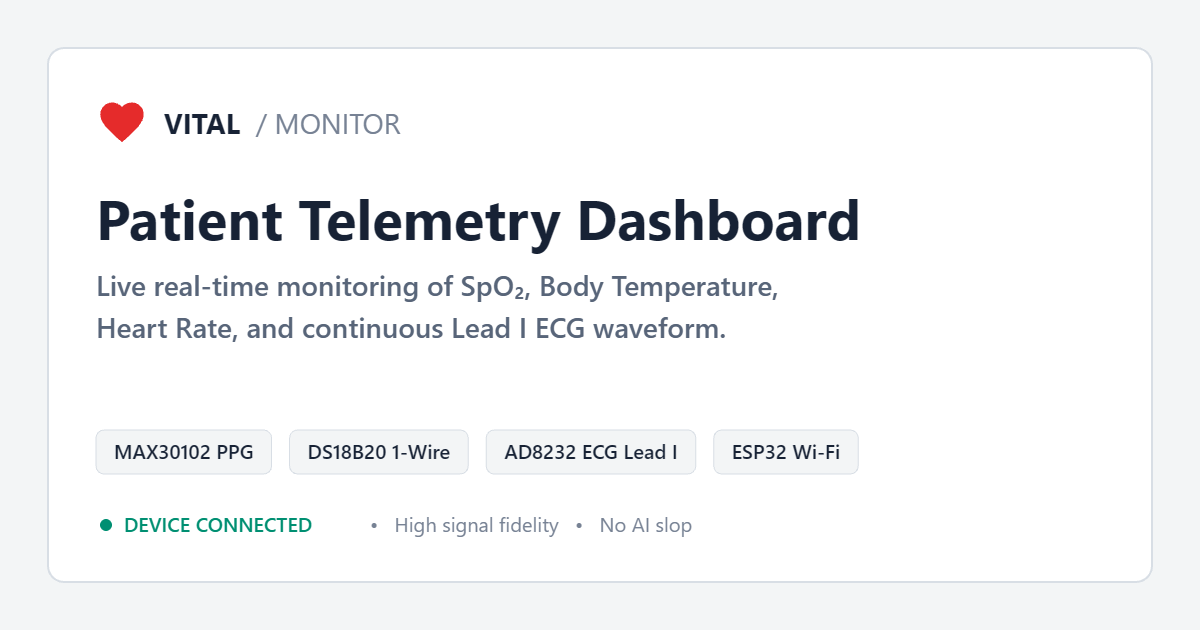 VITAL / MONITOR
Patient Telemetry Dashboard
Live real-time monitoring of SpO₂, Body Temperature,
Heart Rate, and continuous Lead I ECG waveform.
MAX30102 PPG DS18B20 1-Wire AD8232 ECG Lead I ESP32 Wi-Fi
DEVICE CONNECTED • High signal fidelity • No AI slop